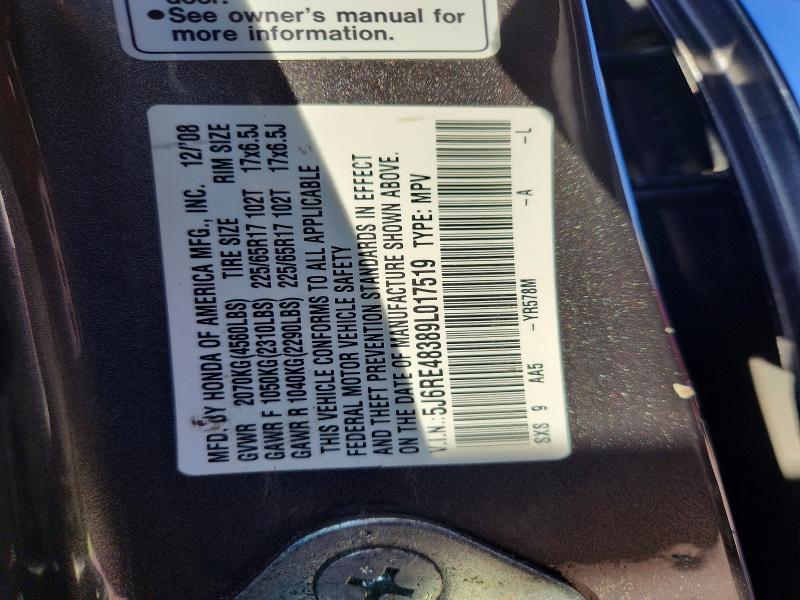 door.
●See owner's manual for
more information.
MFD. BY HONDA OF AMERICA MFG., INC. 12/'08
GVWR 2070KG(4560LBS) TIRE SIZE RIM SIZE
GAWR F 1050KG(2310LBS) 225/65R17 102T 17x6.5J
GAWR R 1040KG(2290LBS) 225/65R17 102T 17x6.5J
THIS VEHICLE CONFORMS TO ALL APPLICABLE
FEDERAL MOTOR VEHICLE SAFETY
AND THEFT PREVENTION STANDARDS IN EFFECT
ON THE DATE OF MANUFACTURE SHOWN ABOVE.
V.I.N.:5J6RE48389L017519 TYPE: MPV
SXS 9 AA5 -YR578M -A -L